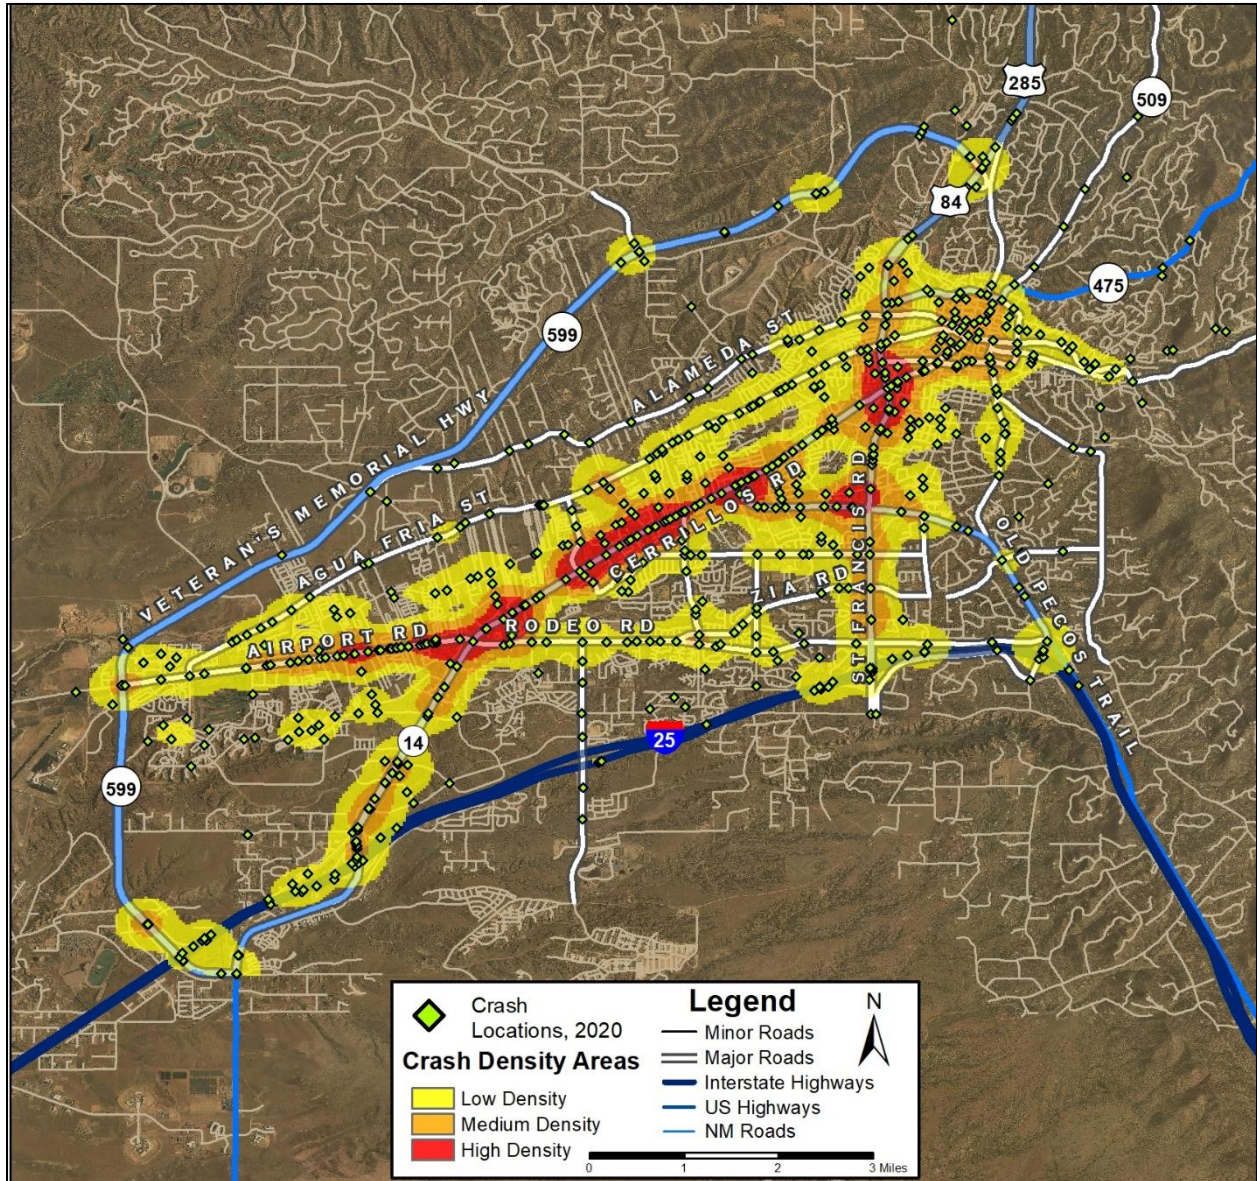 285
509
84
475
599
ALAMEDA ST
VETERAN'S MEMORIAL HWY
AGUA FRIA ST
CERRILLOS RD
ST FRANCIS RD
OLD PECOS TRAIL
ZIA RD
AIRPORT RD
RODEO RD
14
25
599
Legend
N
Crash
Locations, 2020
Crash Density Areas
Low Density
Medium Density
High Density
Minor Roads
Major Roads
Interstate Highways
US Highways
NM Roads
0 1 2 3 Miles